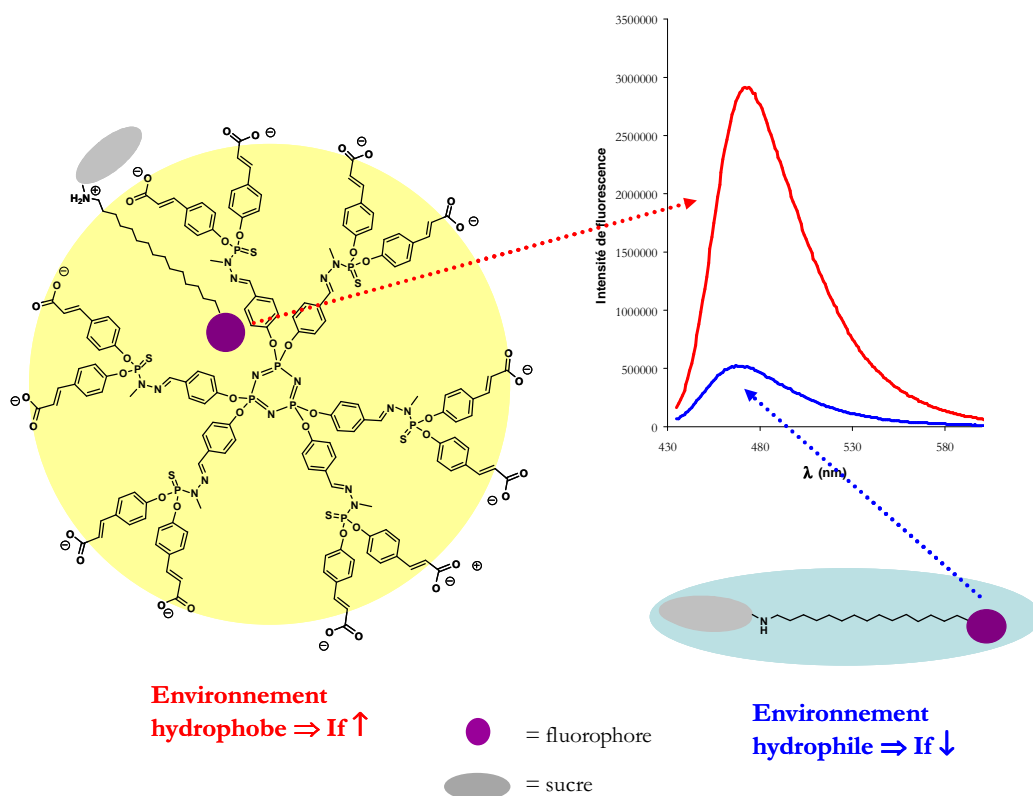 3500000
3000000
2500000
2000000
1500000
1000000
500000
0
Intensité de fluorescence
430 480 530 580
λ (nm)
H₂N
N
H
Environnement
hydrophobe ⇒ If ↑
= fluorophore
= sucre
Environnement
hydrophile ⇒ If ↓